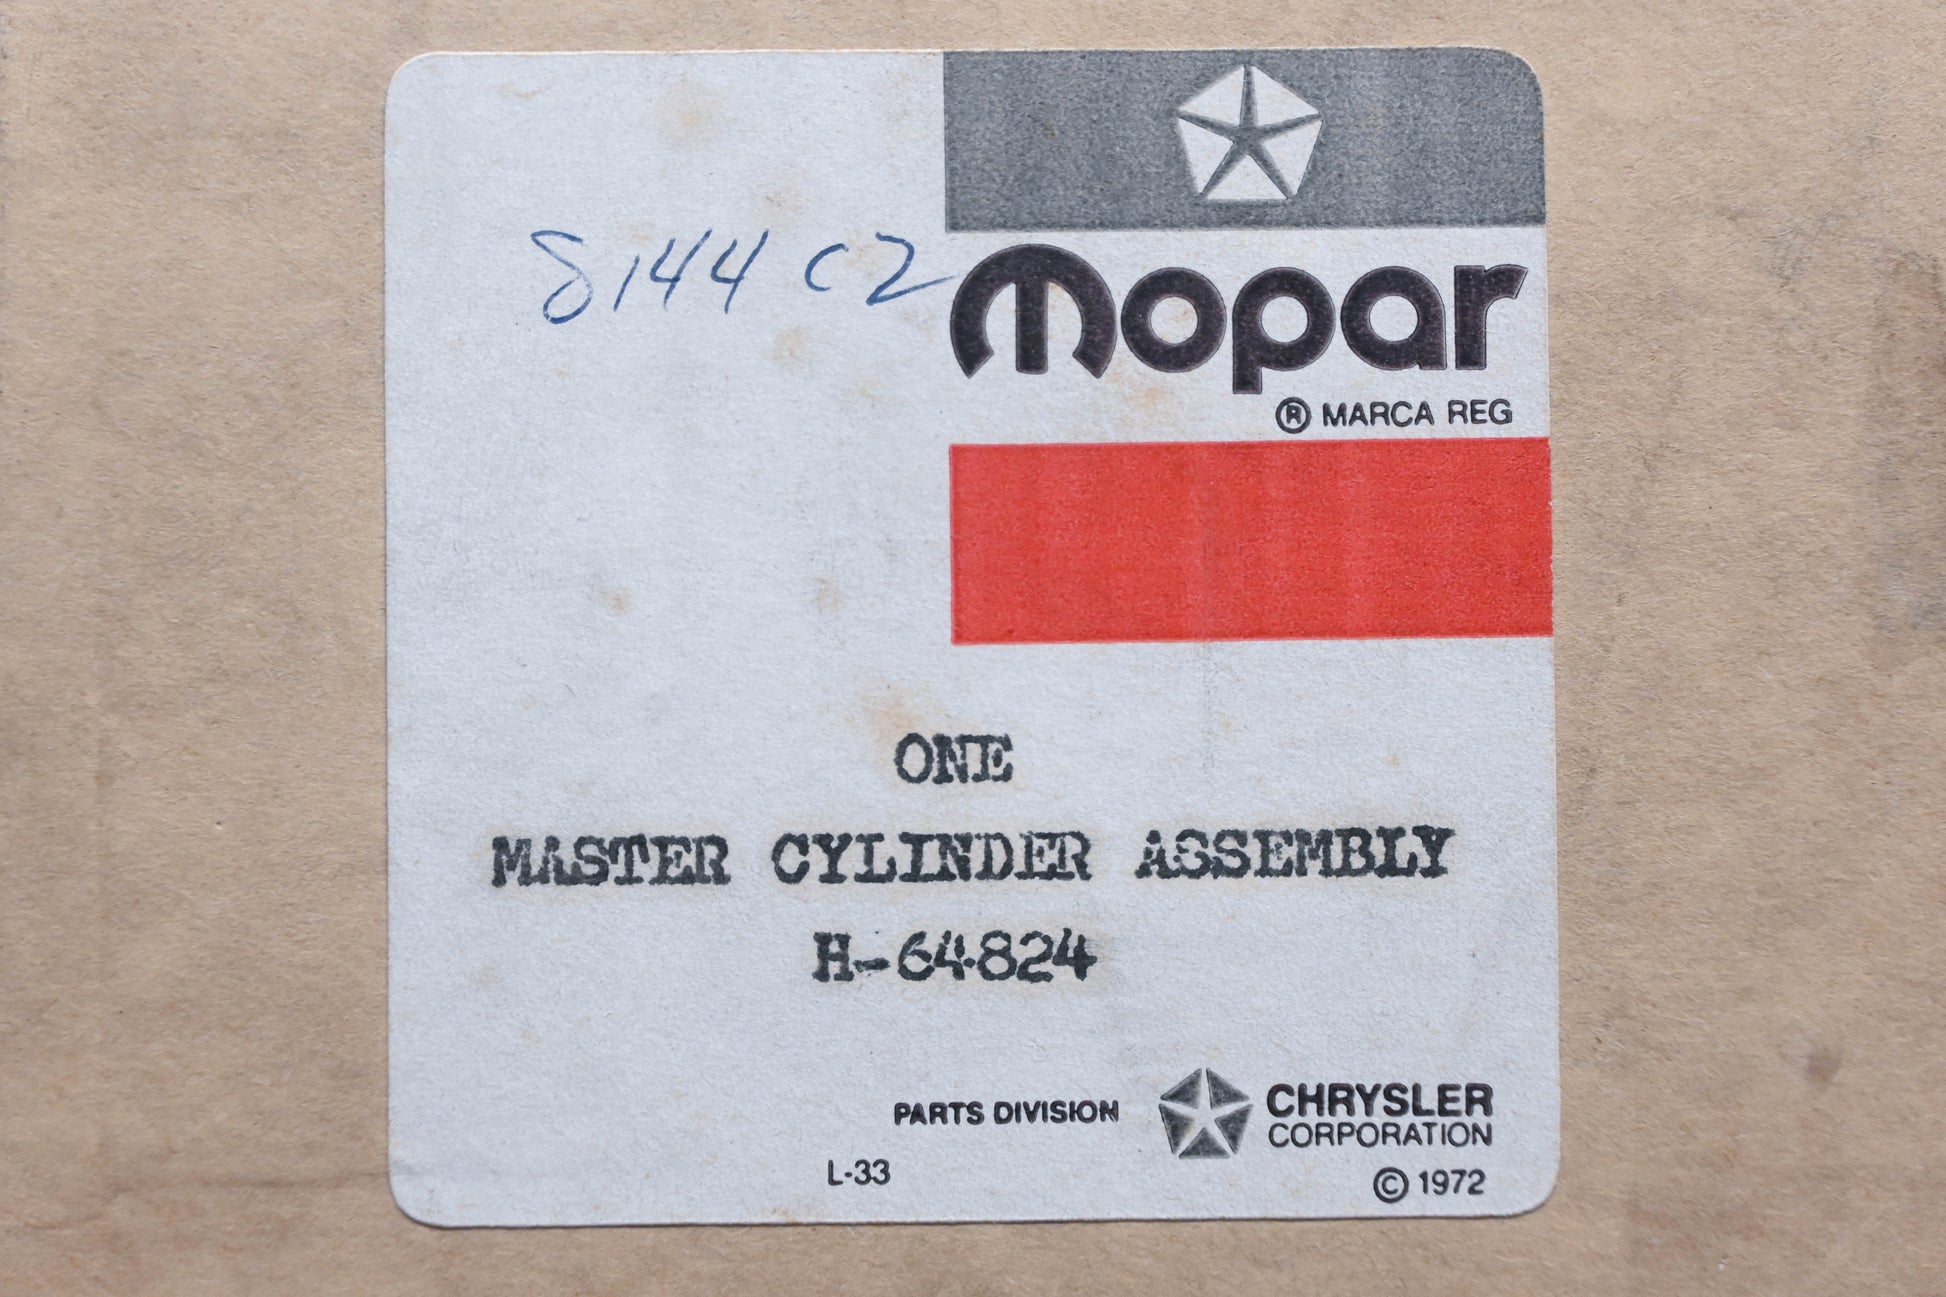 8144 C2
mopar
® MARCA REG
ONE
MASTER CYLINDER ASSEMBLY
H-64824
PARTS DIVISION
CHRYSLER
CORPORATION
L-33
© 1972